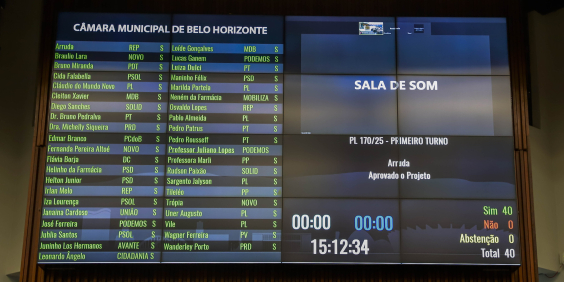 CÂMARA MUNICIPAL DE BELO HORIZONTE
Arruda REP S
Braulio Lara NOVO S
Bruno Miranda PDT S
Cida Falabella PSOL S
Cláudio do Mundo Novo PL S
Cleiton Xavier MDB S
Diego Sanches SOLID S
Dr. Bruno Pedralva PT S
Dra. Michelly Siqueira PRD S
Edmar Branco PCdoB S
Fernanda Pereira Altoé NOVO S
Flávia Borja DC S
Helinho da Farmácia PSD S
Helton Junior PSD S
Irlan Melo REP S
Iza Lourença PSOL S
Janaina Cardoso UNIÃO S
José Ferreira PODEMOS S
Juhlia Santos PSOL S
Juninho Los Hermanos AVANTE S
Leonardo Ângelo CIDADANIA S
Loíde Gonçalves MDB S
Lucas Ganem PODEMOS S
Luiza Dulci PT S
Maninho Félix PSD S
Marilda Portela PL S
Neném da Farmácia MOBILIZA S
Osvaldo Lopes REP S
Pablo Almeida PL S
Pedro Patrus PT S
Pedro Rousseff PT S
Professor Juliano Lopes PODEMOS
Professora Marli PP S
Rudson Paixão SOLID S
Sargento Jalyson PL S
Tileléo PP S
Trópia NOVO S
Uner Augusto PL S
Vile PL S
Wagner Ferreira PV S
Wanderley Porto PRD S
SALA DE SOM
PL 170/25 - PRIMEIRO TURNO
Arruda
Aprovado o Projeto
00:00 00:00
15:12:34
Sim 40
Não 0
Abstenção 0
Total 40